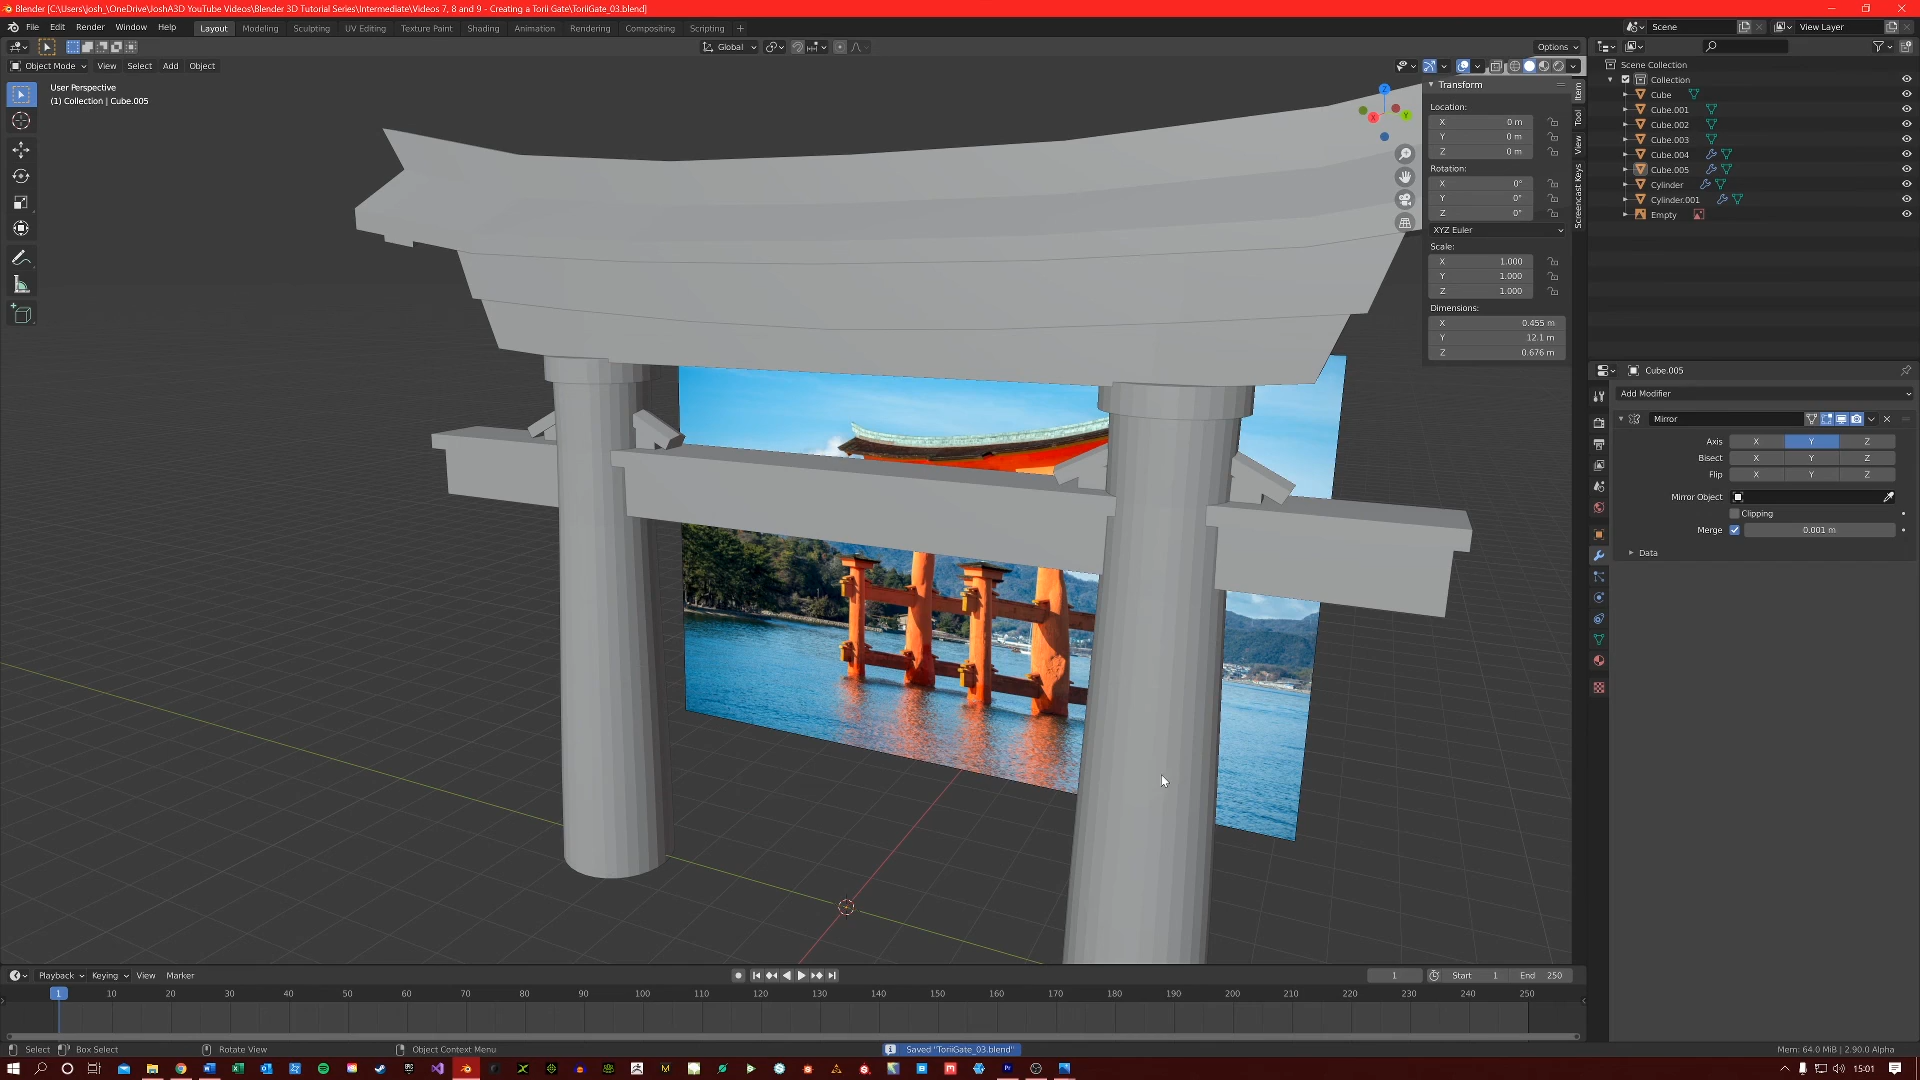 Blender [C:\Users\josh_\OneDrive\JoshA3D YouTube Videos\Blender 3D Tutorial Series\Intermediate\Videos 7, 8 and 9 - Creating a Torii Gate\ToriiGate_03.blend]
File Edit Render Window Help Layout Modeling Sculpting UV Editing Texture Paint Shading Animation Rendering Compositing Scripting + Scene View Layer
Global Options
Object Mode View Select Add Object
User Perspective
(1) Collection | Cube.005
Transform
Location:
X 0 m
Y 0 m
Z 0 m
Rotation:
X 0°
Y 0°
Z 0°
XYZ Euler
Scale:
X 1.000
Y 1.000
Z 1.000
Dimensions:
X 0.455 m
Y 12.1 m
Z 0.676 m
Item
Tool
View
Screencast Keys
Z
X
Y
Scene Collection
Collection
Cube
Cube.001
Cube.002
Cube.003
Cube.004
Cube.005
Cylinder
Cylinder.001
Empty
Cube.005
Add Modifier
Mirror
Axis X Y Z
Bisect X Y Z
Flip X Y Z
Mirror Object
Clipping
Merge 0.001 m
Data
Playback Keying View Marker 1 Start 1 End 250
1 10 20 30 40 50 60 70 80 90 100 110 120 130 140 150 160 170 180 190 200 210 220 230 240 250
Select Box Select Rotate View Object Context Menu Saved "ToriiGate_03.blend" Mem: 64.0 MiB | 2.90.0 Alpha
15:01